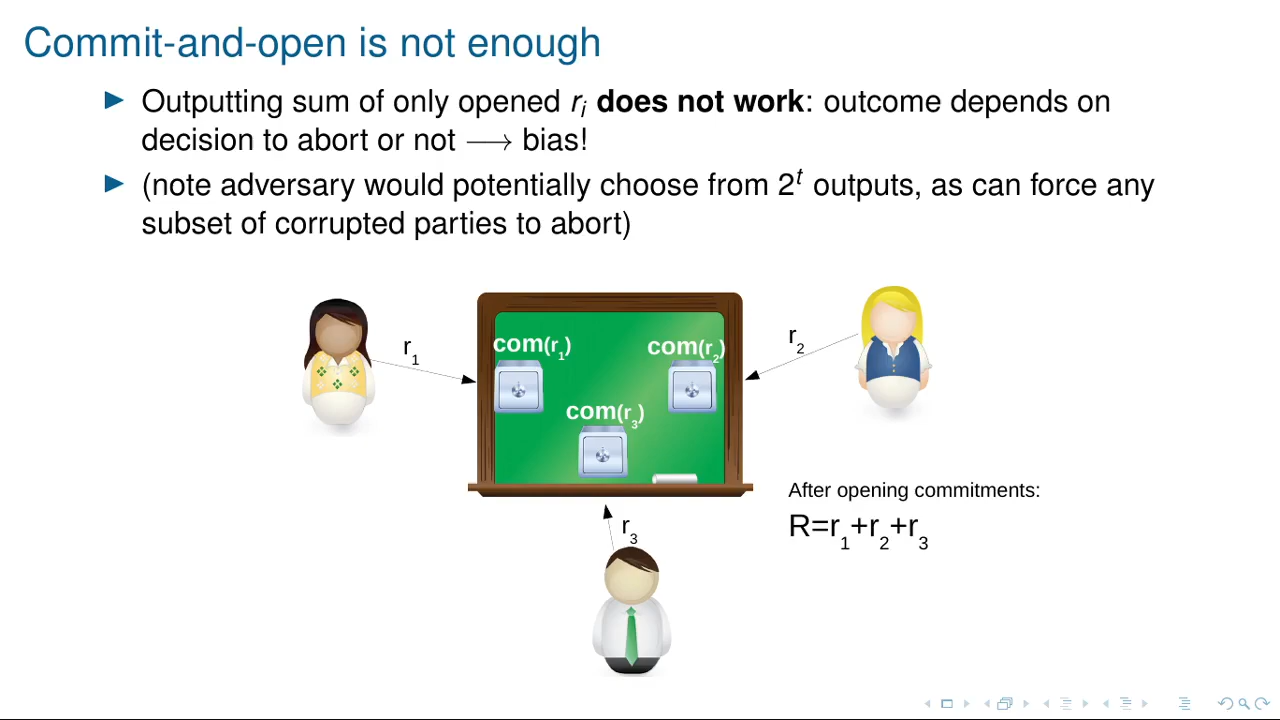 Commit-and-open is not enough
▶ Outputting sum of only opened rᵢ does not work: outcome depends on
decision to abort or not ⟶ bias!
▶ (note adversary would potentially choose from 2ᵗ outputs, as can force any
subset of corrupted parties to abort)
r₁
com(r₁)
com(r₂)
r₂
com(r₃)
After opening commitments:
R=r₁+r₂+r₃
r₃